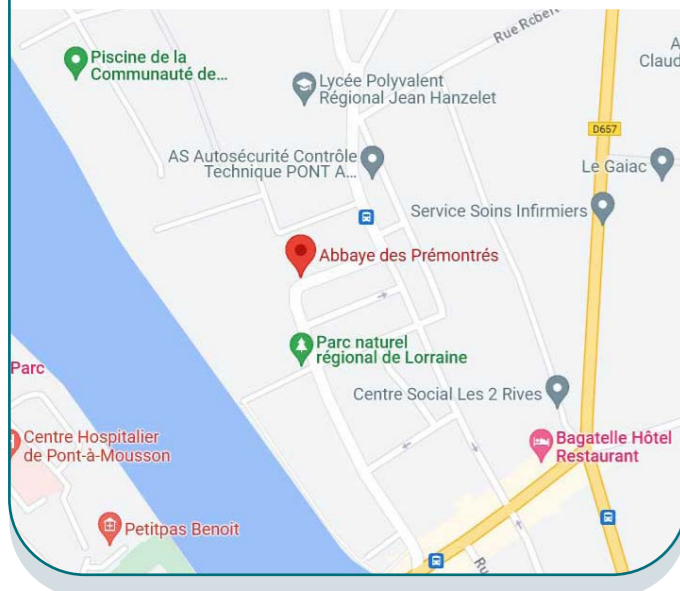 Piscine de la
Communauté de...
Rue Robert
Lycée Polyvalent
Régional Jean Hanzelet
D657
AS Autosécurité Contrôle
Technique PONT A...
Le Gaiac
Service Soins Infirmiers
Abbaye des Prémontrés
Parc naturel
régional de Lorraine
Parc
Centre Social Les 2 Rives
Centre Hospitalier
de Pont-à-Mousson
Bagatelle Hôtel
Restaurant
Petitpas Benoit
A
Claud
Ru